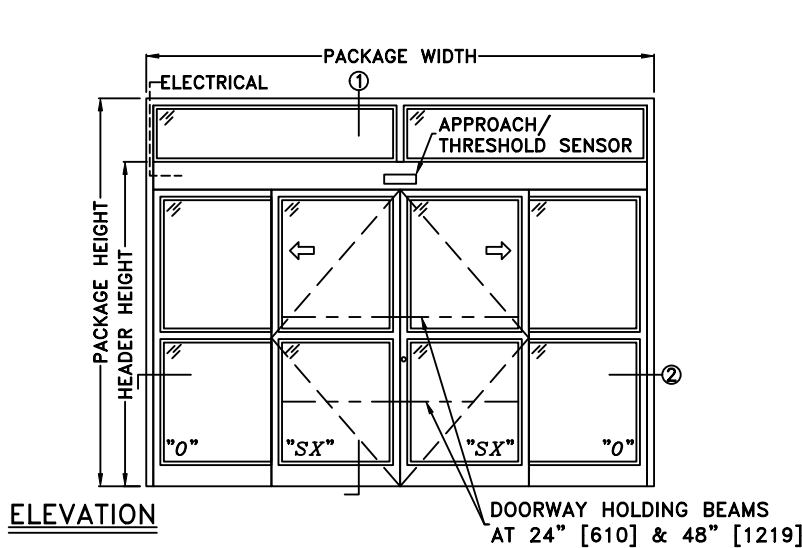 PACKAGE WIDTH
ELECTRICAL
1
APPROACH/
THRESHOLD SENSOR
PACKAGE HEIGHT
HEADER HEIGHT
2
"O"
"SX"
"SX"
"O"
ELEVATION
DOORWAY HOLDING BEAMS
AT 24" [610] & 48" [1219]